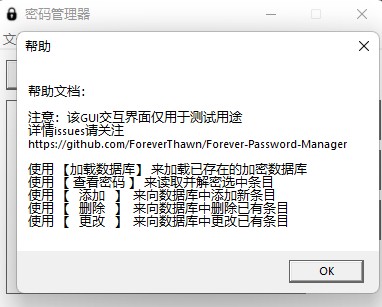 密码管理器
文
帮助
帮助文档:
注意: 该GUI交互界面仅用于测试用途
详情issues请关注
https://github.com/ForeverThawn/Forever-Password-Manager
使用【加载数据库】来加载已存在的加密数据库
使用【 查看密码 】来读取并解密选中条目
使用【   添加   】 来向数据库中添加新条目
使用【   删除   】 来向数据库中删除已有条目
使用【   更改   】 来向数据库中更改已有条目
OK